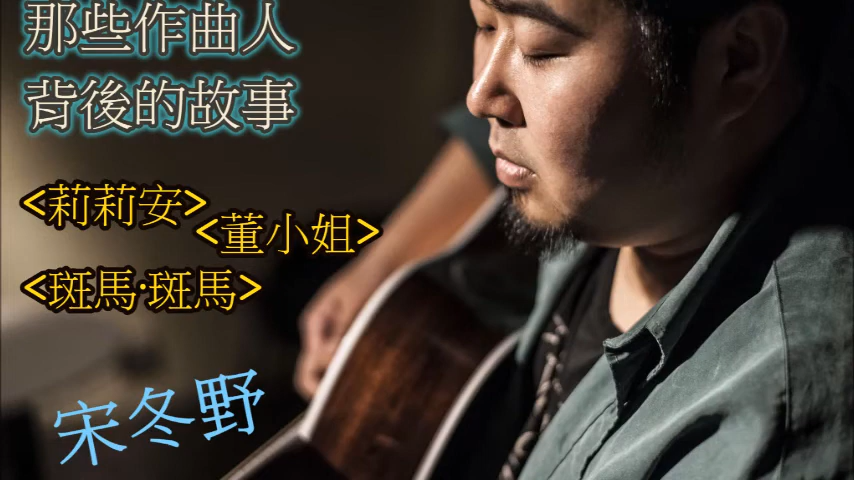 那些作曲人
背後的故事
<莉莉安>
<董小姐>
<斑馬·斑馬>
宋冬野